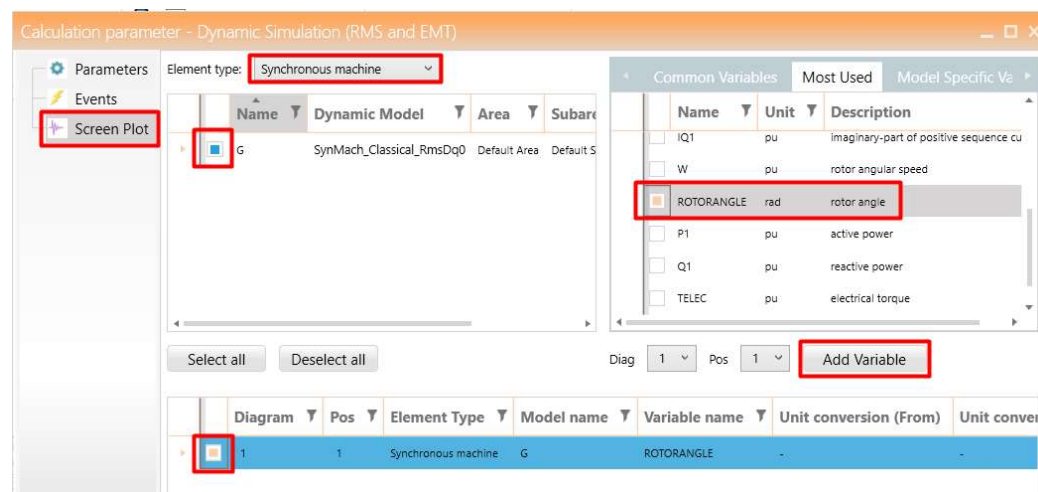 Calculation parameter - Dynamic Simulation (RMS and EMT)
Parameters
Events
Screen Plot
Element type: Synchronous machine
Name Dynamic Model Area Subare
G SynMach_Classical_RmsDq0 Default Area Default S
Common Variables Most Used Model Specific Va
Name Unit Description
IQ1 pu imaginary-part of positive sequence cu
W pu rotor angular speed
ROTORANGLE rad rotor angle
P1 pu active power
Q1 pu reactive power
TELEC pu electrical torque
Select all Deselect all Diag 1 Pos 1 Add Variable
Diagram Pos Element Type Model name Variable name Unit conversion (From) Unit conver
1 1 Synchronous machine G ROTORANGLE - -